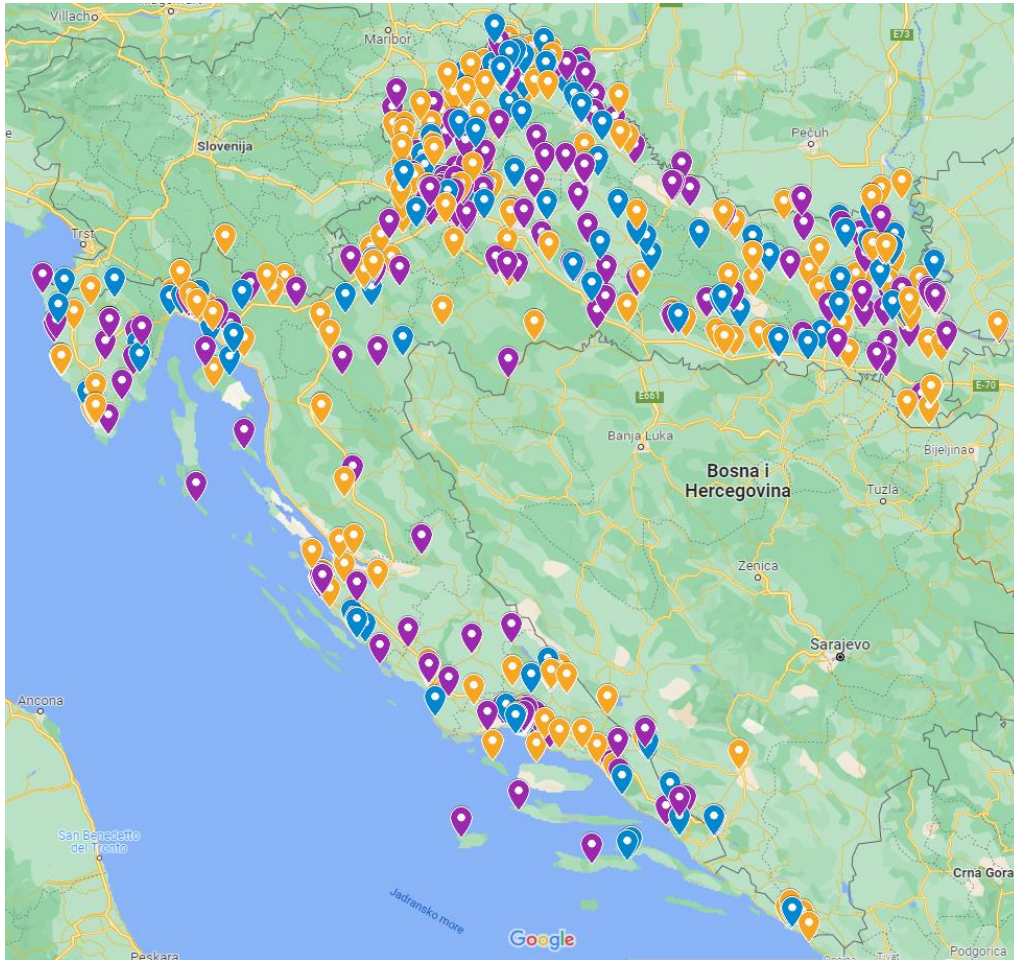 Villacho
Maribor
E73
Slovenija
Pečuh
Trst
E661
E-70
Banja Luka
Bijeljina
Bosna i
Hercegovina
Tuzla
Zenica
Sarajevo
Ancona
San Benedetto
del Tronto
Crna Gora
Jadransko more
Google
Podgorica
Peskara
Tivat